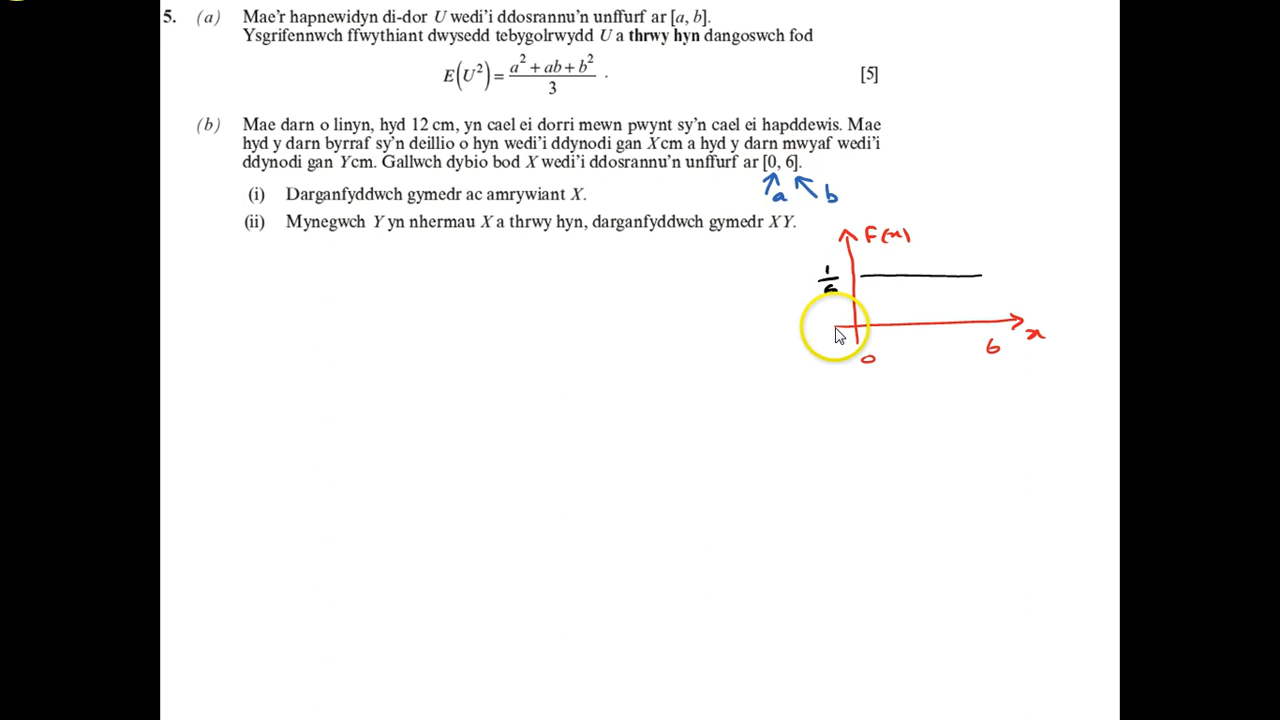 5. (a) Mae'r hapnewidyn di-dor U wedi'i ddosrannu'n unffurf ar [a, b].
Ysgrifennwch ffwythiant dwysedd tebygolrwydd U a thrwy hyn dangoswch fod
E(U²) = (a² + ab + b²)/3 . [5]
(b) Mae darn o linyn, hyd 12 cm, yn cael ei dorri mewn pwynt sy'n cael ei hapddewis. Mae
hyd y darn byrraf sy'n deillio o hyn wedi'i ddynodi gan X cm a hyd y darn mwyaf wedi'i
ddynodi gan Y cm. Gallwch dybio bod X wedi'i ddosrannu'n unffurf ar [0, 6].
a b
(i) Darganfyddwch gymedr ac amrywiant X.
(ii) Mynegwch Y yn nhermau X a thrwy hyn, darganfyddwch gymedr XY.
F(x)
1/6
x
0 6